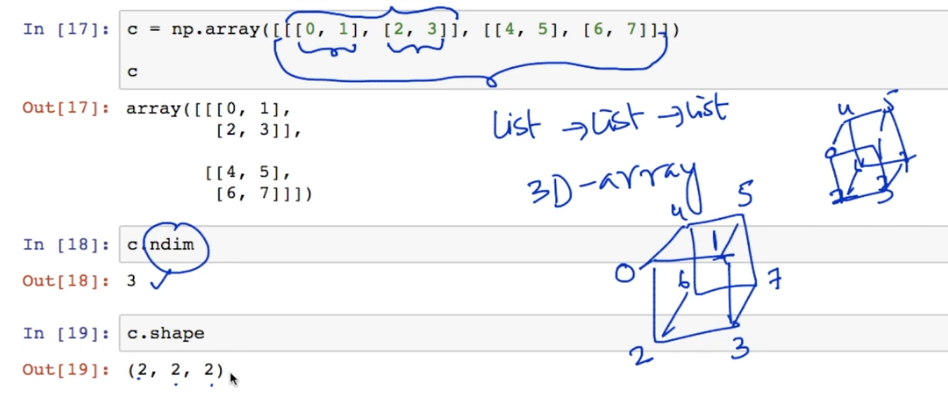 In [17]: c = np.array([[[0, 1], [2, 3]], [[4, 5], [6, 7]]])
c
Out[17]: array([[[0, 1],
[2, 3]],
[[4, 5],
[6, 7]]])
List → List → List
3D-array
4 5
0 1
6 7
2 3
4 5
0 1
2 3
In [18]: c.ndim
Out[18]: 3
In [19]: c.shape
Out[19]: (2, 2, 2)